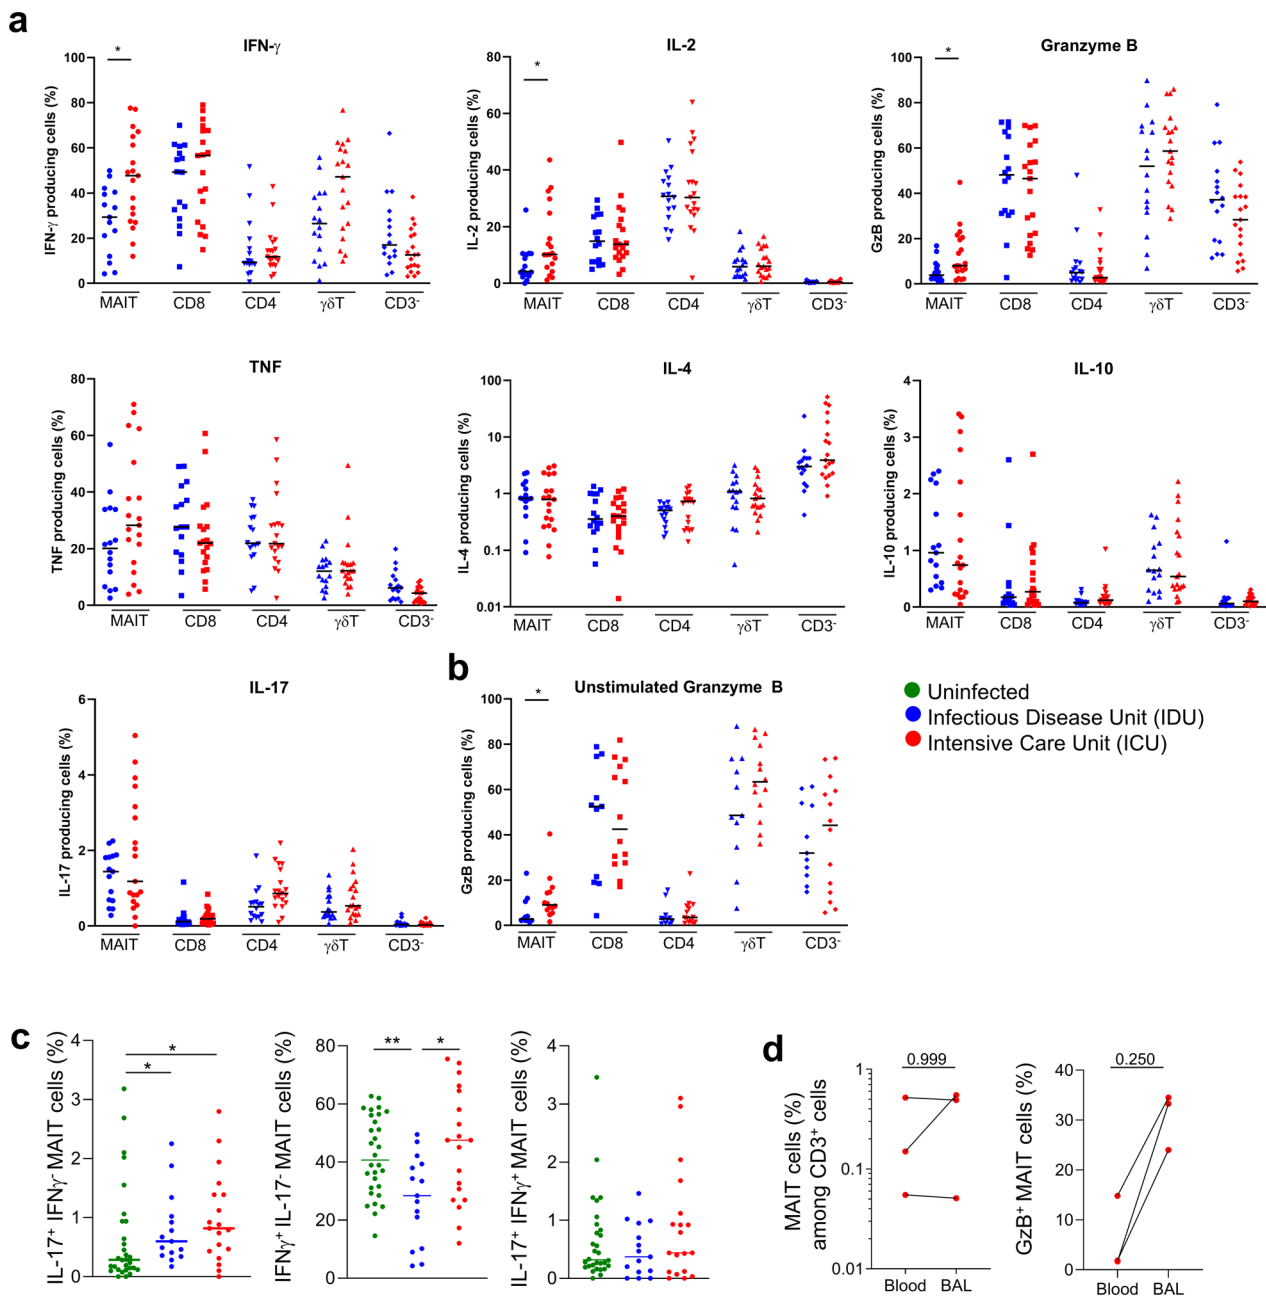 a
IFN-γ
IFN-γ producing cells (%)
100
80
60
40
20
0
*
MAIT CD8 CD4 γδT CD3-
IL-2
IL-2 producing cells (%)
80
60
40
20
0
*
MAIT CD8 CD4 γδT CD3-
Granzyme B
GzB producing cells (%)
100
80
60
40
20
0
*
MAIT CD8 CD4 γδT CD3-
TNF
TNF producing cells (%)
80
60
40
20
0
MAIT CD8 CD4 γδT CD3-
IL-4
IL-4 producing cells (%)
100
10
1
0.1
0.01
MAIT CD8 CD4 γδT CD3-
IL-10
IL-10 producing cells (%)
4
3
2
1
0
MAIT CD8 CD4 γδT CD3-
IL-17
IL-17 producing cells (%)
6
4
2
0
MAIT CD8 CD4 γδT CD3-
b
Unstimulated Granzyme B
GzB producing cells (%)
100
80
60
40
20
0
*
MAIT CD8 CD4 γδT CD3-
Uninfected
Infectious Disease Unit (IDU)
Intensive Care Unit (ICU)
c
IL-17+ IFNγ- MAIT cells (%)
4
3
2
1
0
*
*
IFNγ+ IL-17- MAIT cells (%)
80
60
40
20
0
** *
IL-17+ IFNγ+ MAIT cells (%)
4
3
2
1
0
d
MAIT cells (%)
among CD3+ cells
1
0.1
0.01
0.999
Blood BAL
GzB+ MAIT cells (%)
40
30
20
10
0
0.250
Blood BAL